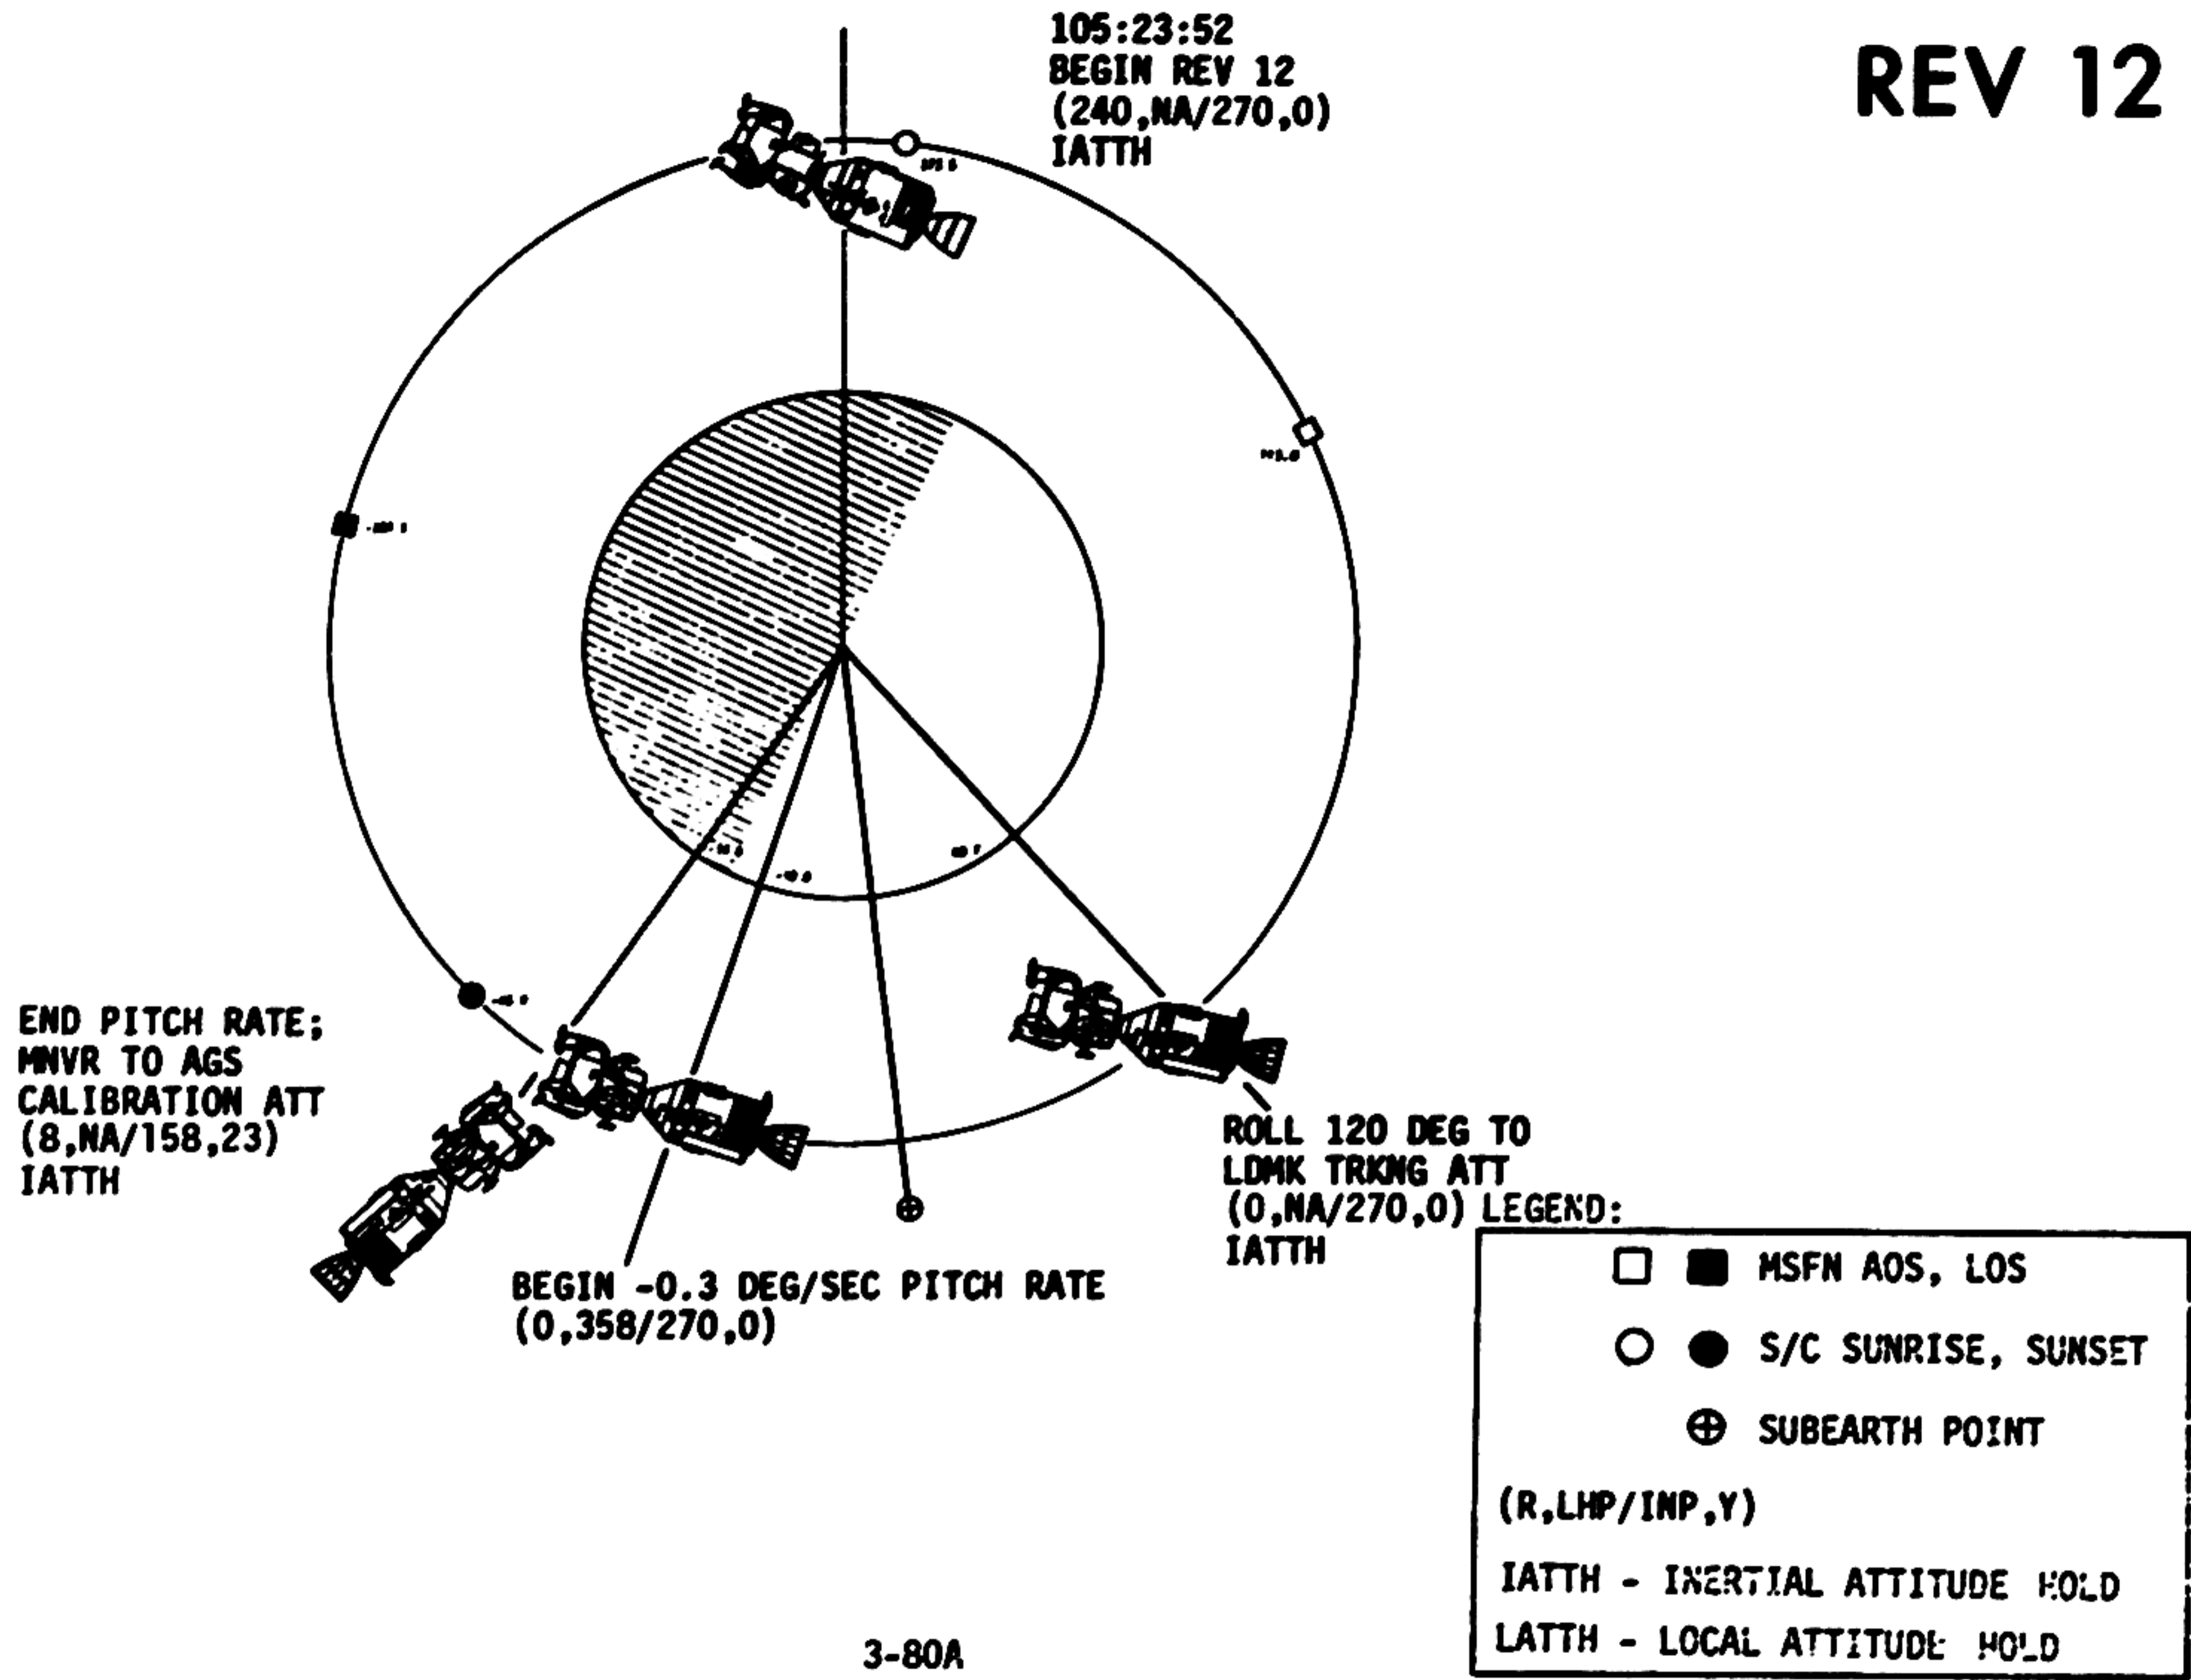 REV 12
105:23:52
BEGIN REV 12
(240,NA/270,0)
IATTH
END PITCH RATE;
MNVR TO AGS
CALIBRATION ATT
(8,NA/158,23)
IATTH
BEGIN -0.3 DEG/SEC PITCH RATE
(0,358/270,0)
ROLL 120 DEG TO
LDMK TRKNG ATT
(0,NA/270,0)
IATTH
LEGEND:
MSFN AOS, LOS
S/C SUNRISE, SUNSET
SUBEARTH POINT
(R,LHP/INP,Y)
IATTH - INERTIAL ATTITUDE HOLD
LATTH - LOCAL ATTITUDE HOLD
3-80A